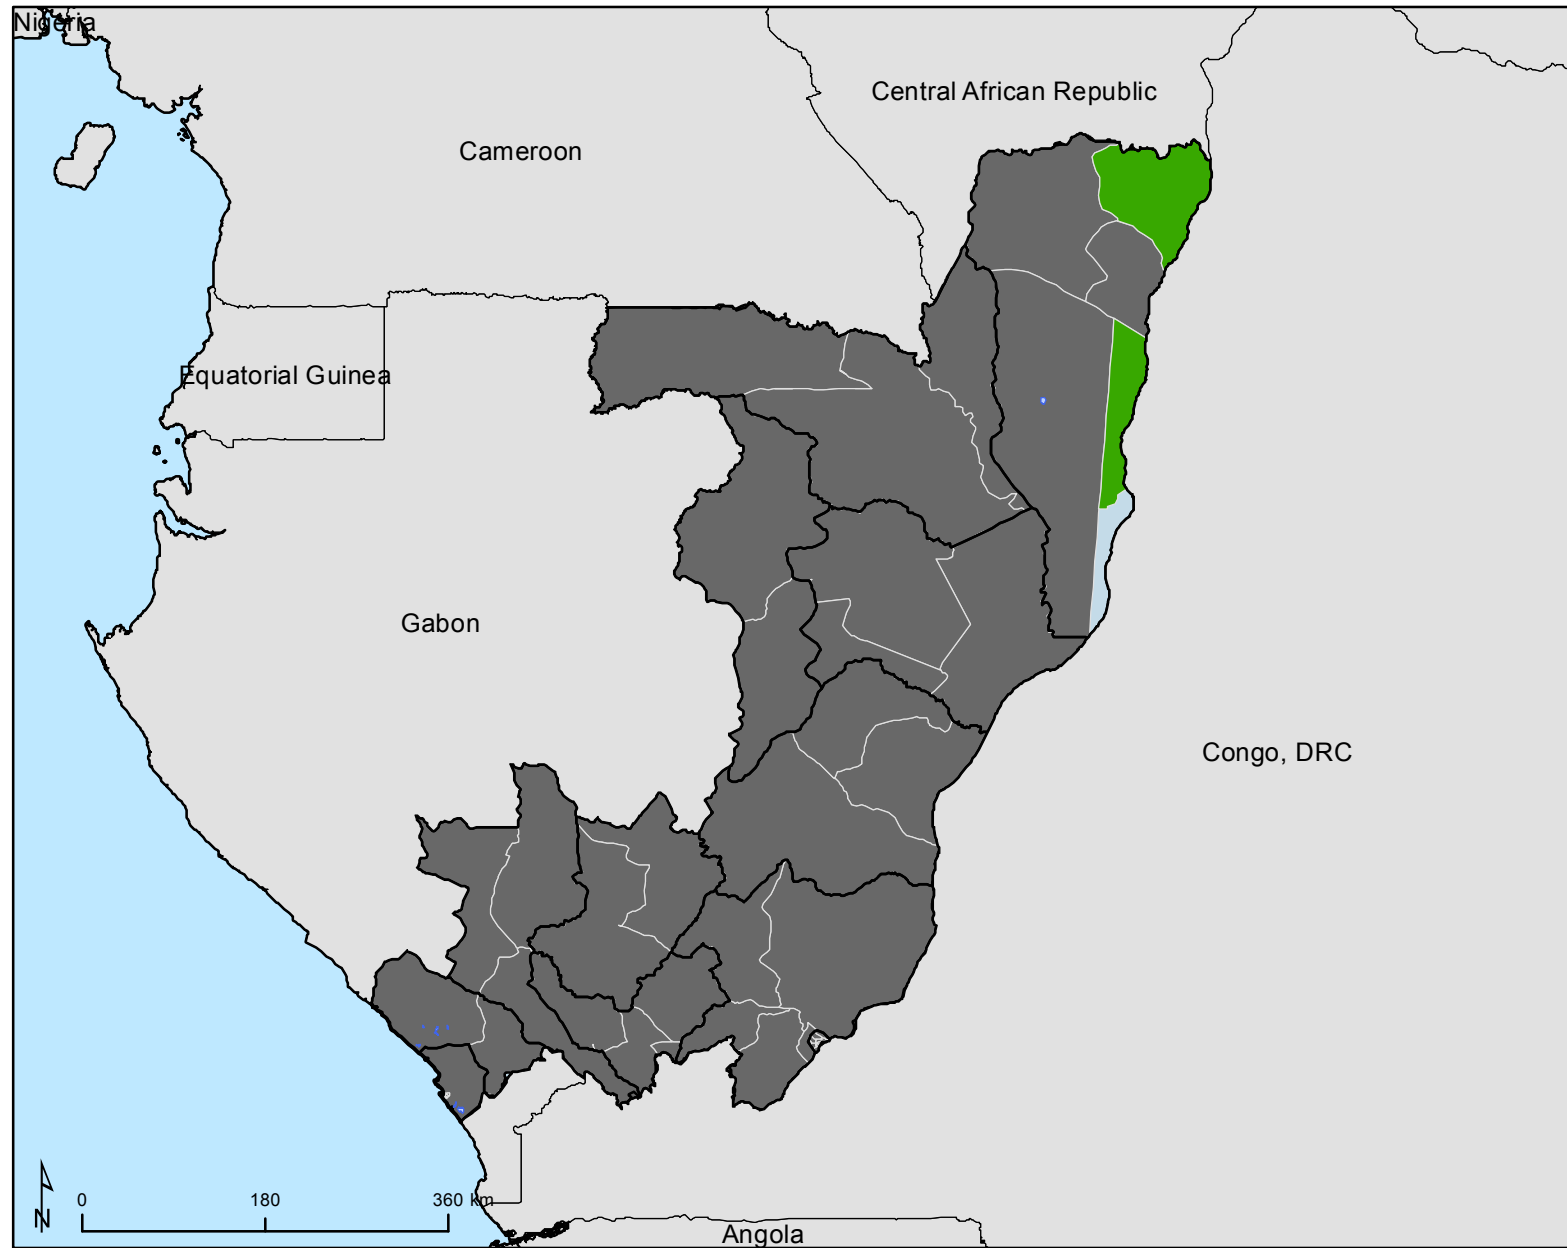 Nigeria
Central African Republic
Cameroon
Equatorial Guinea
Gabon
Congo, DRC
0 180 360 km
N
Angola